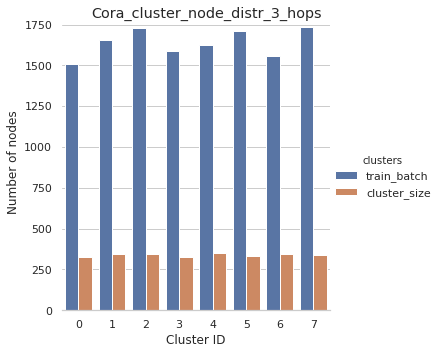 Cora_cluster_node_distr_3_hops
1750
1500
1250
1000
750
500
250
0
Number of nodes
0 1 2 3 4 5 6 7
Cluster ID
clusters
train_batch
cluster_size